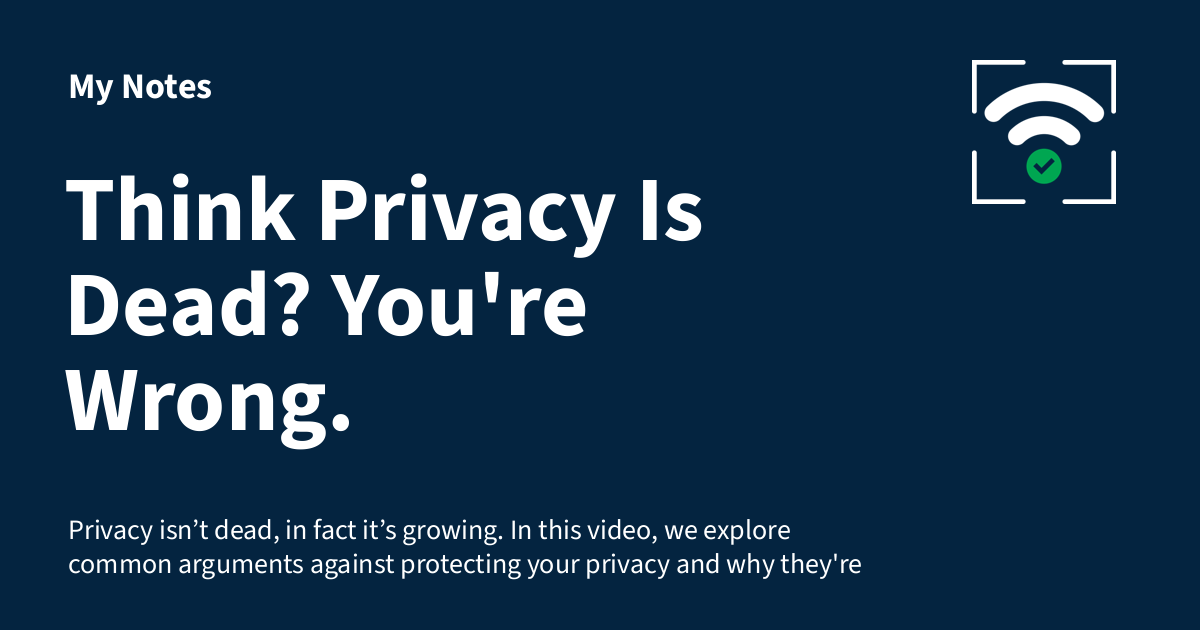 My Notes
Think Privacy Is
Dead? You're
Wrong.
Privacy isn’t dead, in fact it’s growing. In this video, we explore
common arguments against protecting your privacy and why they're